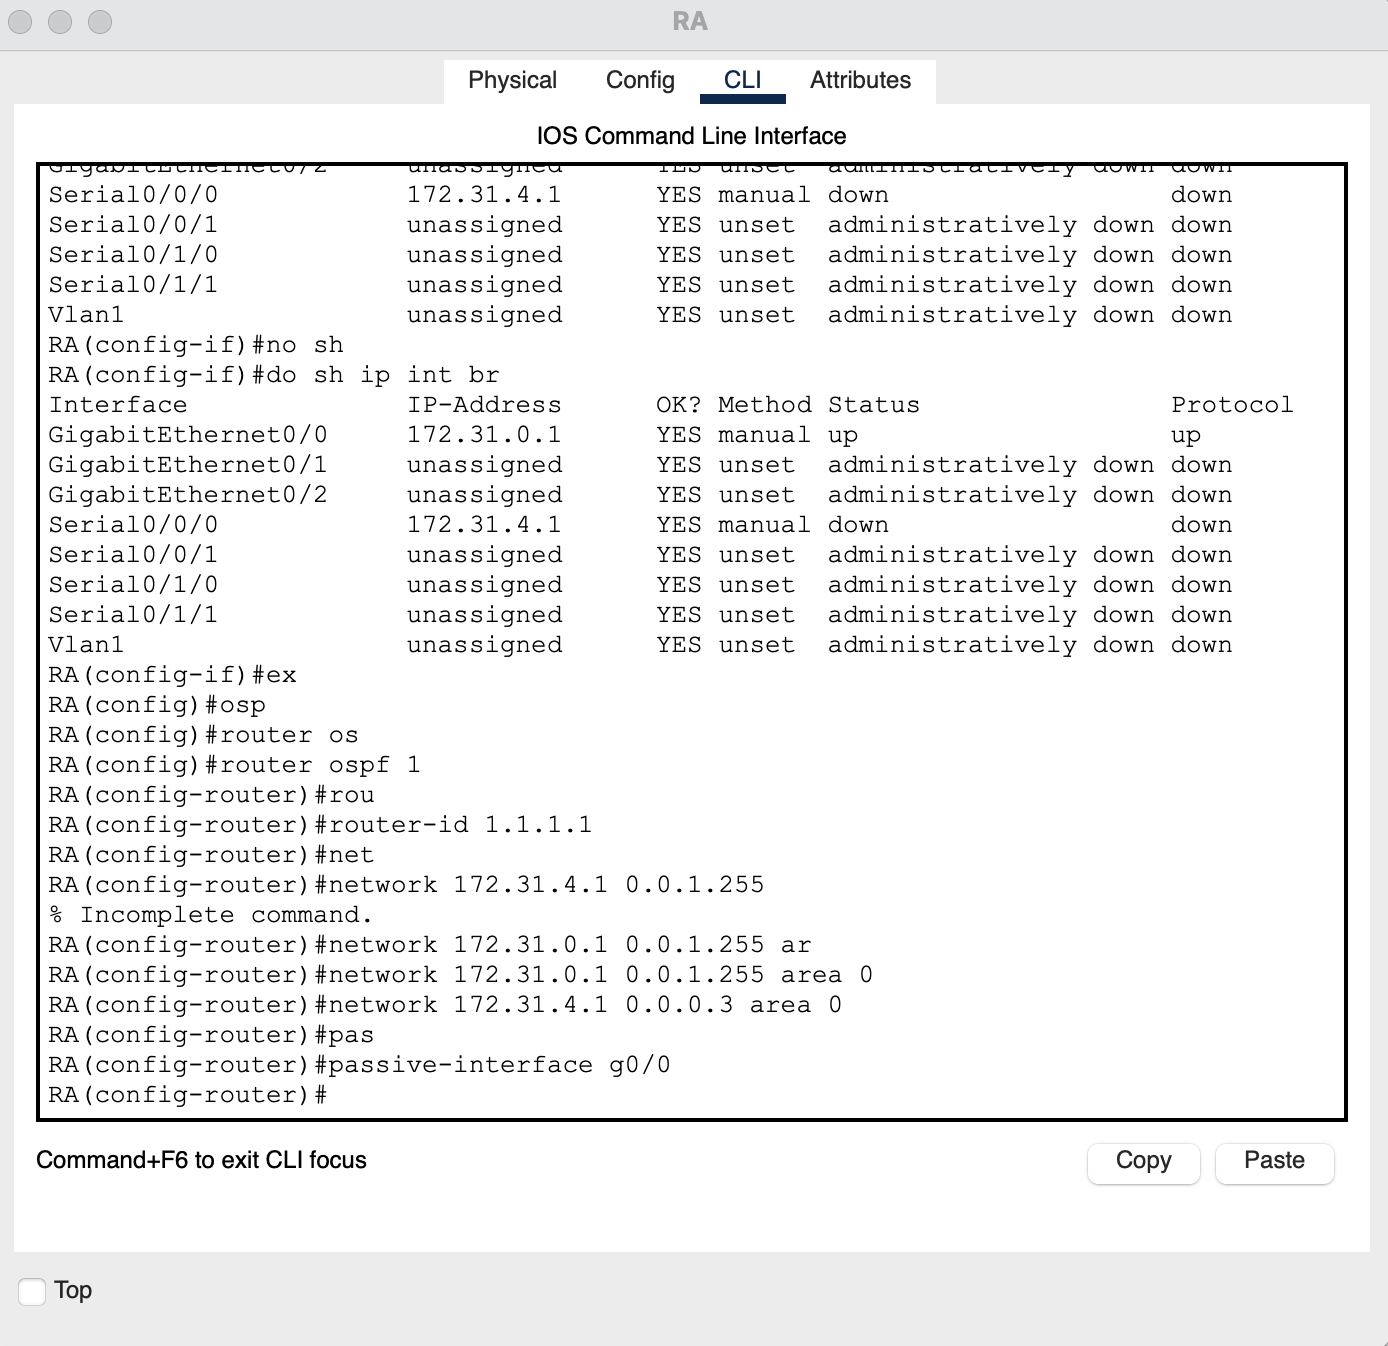 RA
Physical Config CLI Attributes
IOS Command Line Interface
GigabitEthernet0/2 unassigned YES unset administratively down down
Serial0/0/0 172.31.4.1 YES manual down down
Serial0/0/1 unassigned YES unset administratively down down
Serial0/1/0 unassigned YES unset administratively down down
Serial0/1/1 unassigned YES unset administratively down down
Vlan1 unassigned YES unset administratively down down
RA(config-if)#no sh
RA(config-if)#do sh ip int br
Interface IP-Address OK? Method Status Protocol
GigabitEthernet0/0 172.31.0.1 YES manual up up
GigabitEthernet0/1 unassigned YES unset administratively down down
GigabitEthernet0/2 unassigned YES unset administratively down down
Serial0/0/0 172.31.4.1 YES manual down down
Serial0/0/1 unassigned YES unset administratively down down
Serial0/1/0 unassigned YES unset administratively down down
Serial0/1/1 unassigned YES unset administratively down down
Vlan1 unassigned YES unset administratively down down
RA(config-if)#ex
RA(config)#osp
RA(config)#router os
RA(config)#router ospf 1
RA(config-router)#rou
RA(config-router)#router-id 1.1.1.1
RA(config-router)#net
RA(config-router)#network 172.31.4.1 0.0.1.255
% Incomplete command.
RA(config-router)#network 172.31.0.1 0.0.1.255 ar
RA(config-router)#network 172.31.0.1 0.0.1.255 area 0
RA(config-router)#network 172.31.4.1 0.0.0.3 area 0
RA(config-router)#pas
RA(config-router)#passive-interface g0/0
RA(config-router)#
Command+F6 to exit CLI focus
Copy Paste
Top